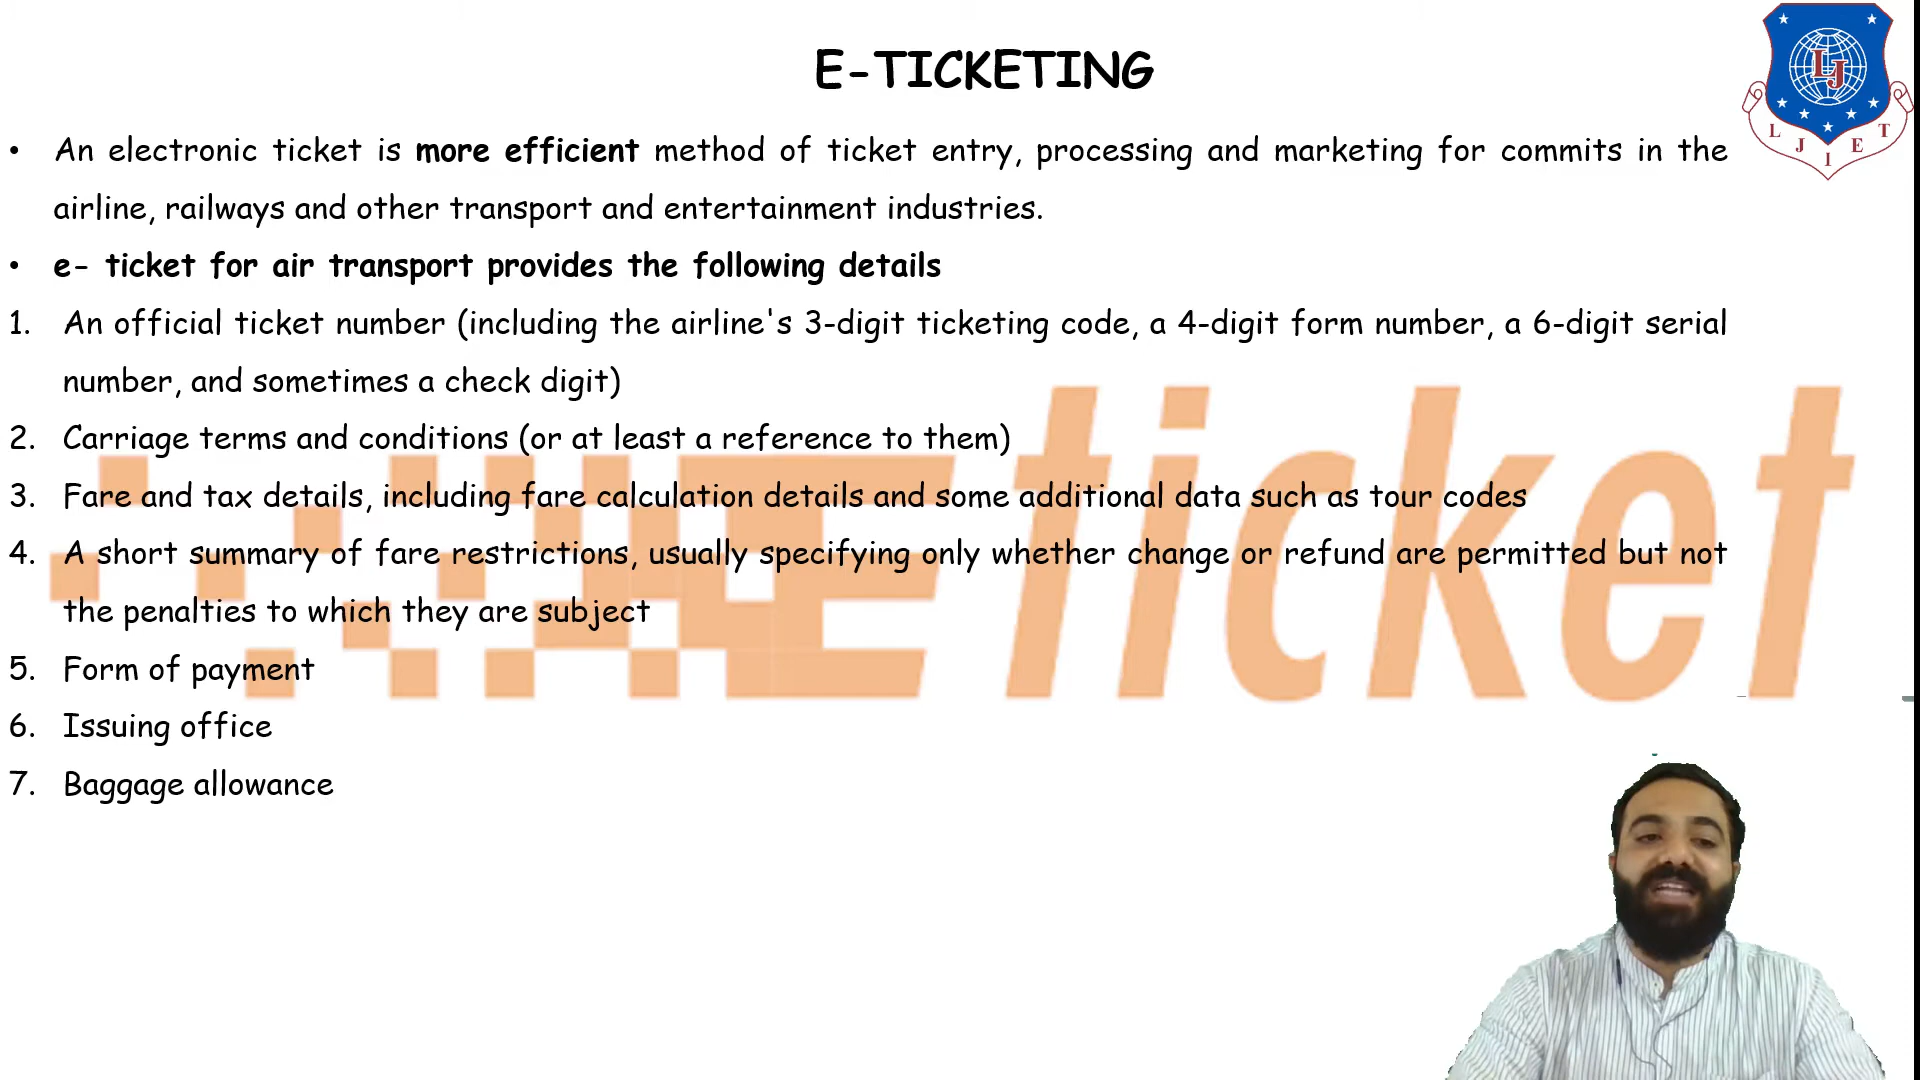 E-TICKETING
• An electronic ticket is more efficient method of ticket entry, processing and marketing for commits in the
airline, railways and other transport and entertainment industries.
• e- ticket for air transport provides the following details
1. An official ticket number (including the airline's 3-digit ticketing code, a 4-digit form number, a 6-digit serial
number, and sometimes a check digit)
2. Carriage terms and conditions (or at least a reference to them)
3. Fare and tax details, including fare calculation details and some additional data such as tour codes
4. A short summary of fare restrictions, usually specifying only whether change or refund are permitted but not
the penalties to which they are subject
5. Form of payment
6. Issuing office
7. Baggage allowance
E ticket
LJ
L J I E T